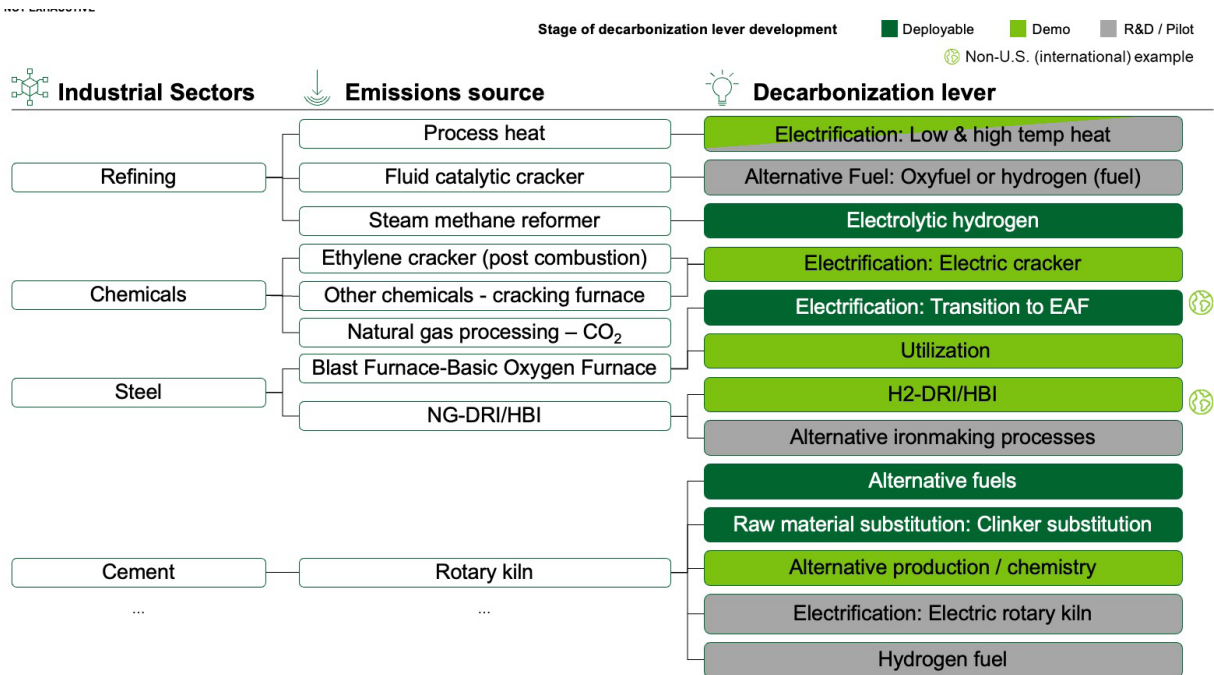 NOT EXHAUSTIVE
Stage of decarbonization lever development
Deployable
Demo
R&D / Pilot
Non-U.S. (international) example
Industrial Sectors
Emissions source
Decarbonization lever
Refining
Process heat
Electrification: Low & high temp heat
Fluid catalytic cracker
Alternative Fuel: Oxyfuel or hydrogen (fuel)
Steam methane reformer
Electrolytic hydrogen
Chemicals
Ethylene cracker (post combustion)
Electrification: Electric cracker
Other chemicals - cracking furnace
Natural gas processing – CO₂
Steel
Blast Furnace-Basic Oxygen Furnace
Electrification: Transition to EAF
Utilization
NG-DRI/HBI
H2-DRI/HBI
Alternative ironmaking processes
Cement
Rotary kiln
Alternative fuels
Raw material substitution: Clinker substitution
Alternative production / chemistry
Electrification: Electric rotary kiln
Hydrogen fuel
...
...